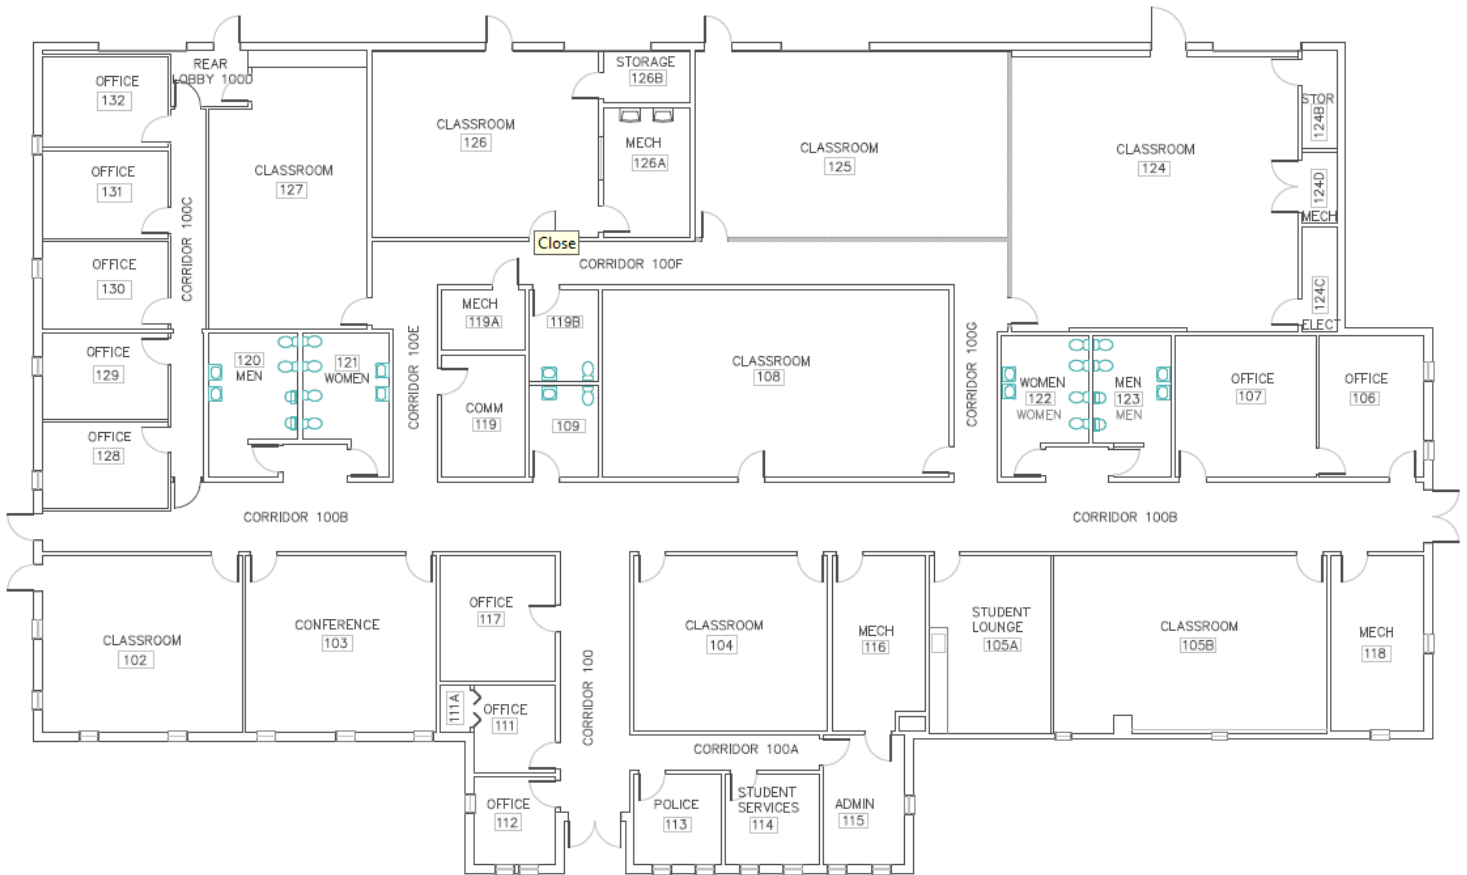 REAR
LOBBY 100D
OFFICE
132
STORAGE
126B
CLASSROOM
126
MECH
126A
CLASSROOM
125
CLASSROOM
124
STOR
124B
124D
MECH
124C
ELECT
OFFICE
131
CLASSROOM
127
CORRIDOR 100C
OFFICE
130
Close
CORRIDOR 100F
MECH
119A
119B
OFFICE
129
120
MEN
121
WOMEN
CORRIDOR 100E
CLASSROOM
108
CORRIDOR 100G
WOMEN
122
WOMEN
MEN
123
MEN
OFFICE
107
OFFICE
106
COMM
119
109
OFFICE
128
CORRIDOR 100B
CORRIDOR 100B
CLASSROOM
102
CONFERENCE
103
OFFICE
117
CLASSROOM
104
MECH
116
STUDENT
LOUNGE
105A
CLASSROOM
105B
MECH
118
111A
OFFICE
111
CORRIDOR 100
CORRIDOR 100A
OFFICE
112
POLICE
113
STUDENT
SERVICES
114
ADMIN
115